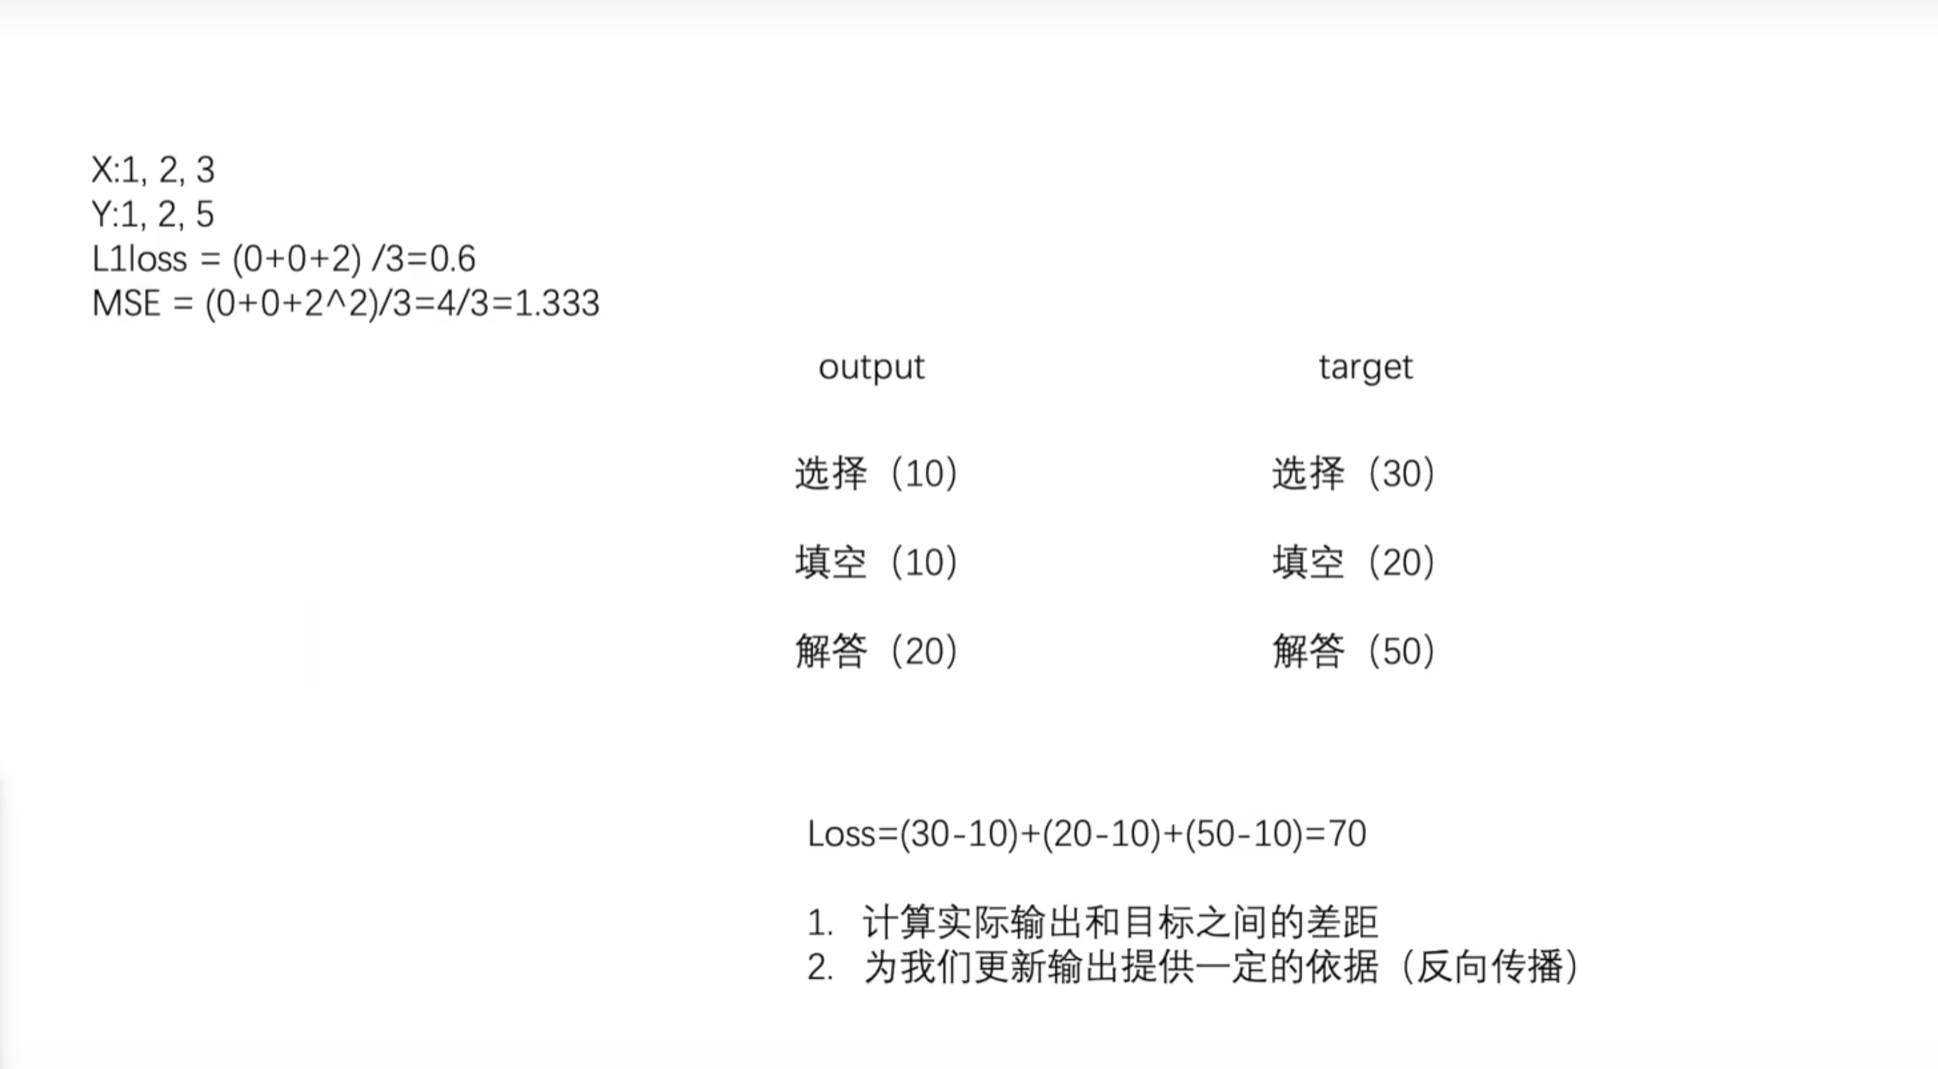 X:1, 2, 3
Y:1, 2, 5
L1loss = (0+0+2) /3=0.6
MSE = (0+0+2^2)/3=4/3=1.333
output target
选择（10） 选择（30）
填空（10） 填空（20）
解答（20） 解答（50）
Loss=(30-10)+(20-10)+(50-10)=70
1. 计算实际输出和目标之间的差距
2. 为我们更新输出提供一定的依据（反向传播）